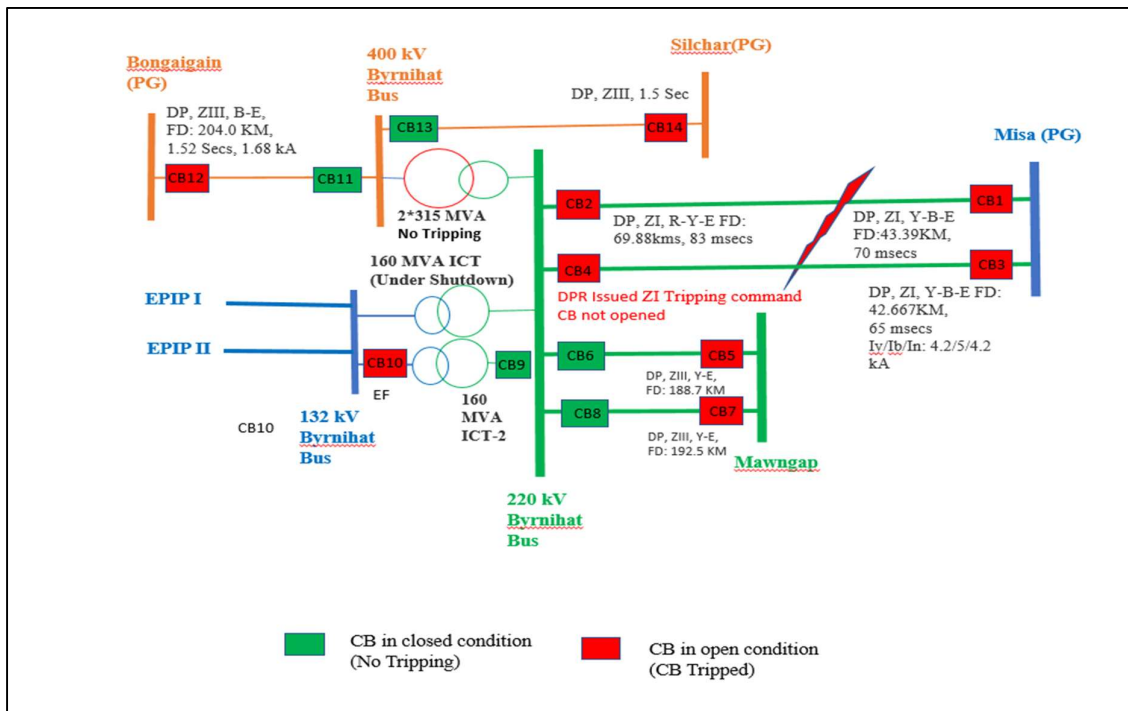 Bongaigain
(PG)
DP, ZIII, B-E,
FD: 204.0 KM,
1.52 Secs, 1.68 kA
CB12
CB11
400 kV
Byrnihat
Bus
CB13
DP, ZIII, 1.5 Sec
CB14
Silchar(PG)
Misa (PG)
2*315 MVA
No Tripping
CB2
DP, ZI, R-Y-E FD:
69.88kms, 83 msecs
CB1
DP, ZI, Y-B-E
FD:43.39KM,
70 msecs
160 MVA ICT
(Under Shutdown)
CB4
DPR Issued ZI Tripping command
CB not opened
CB3
DP, ZI, Y-B-E FD:
42.667KM,
65 msecs
Iv/Ib/In: 4.2/5/4.2
kA
EPIP I
EPIP II
CB10
EF
CB9
160
MVA
ICT-2
CB6
CB5
DP, ZIII, Y-E,
FD: 188.7 KM
CB8
CB7
DP, ZIII, Y-E,
FD: 192.5 KM
Mawngap
CB10
132 kV
Byrnihat
Bus
220 kV
Byrnihat
Bus
CB in closed condition
(No Tripping)
CB in open condition
(CB Tripped)